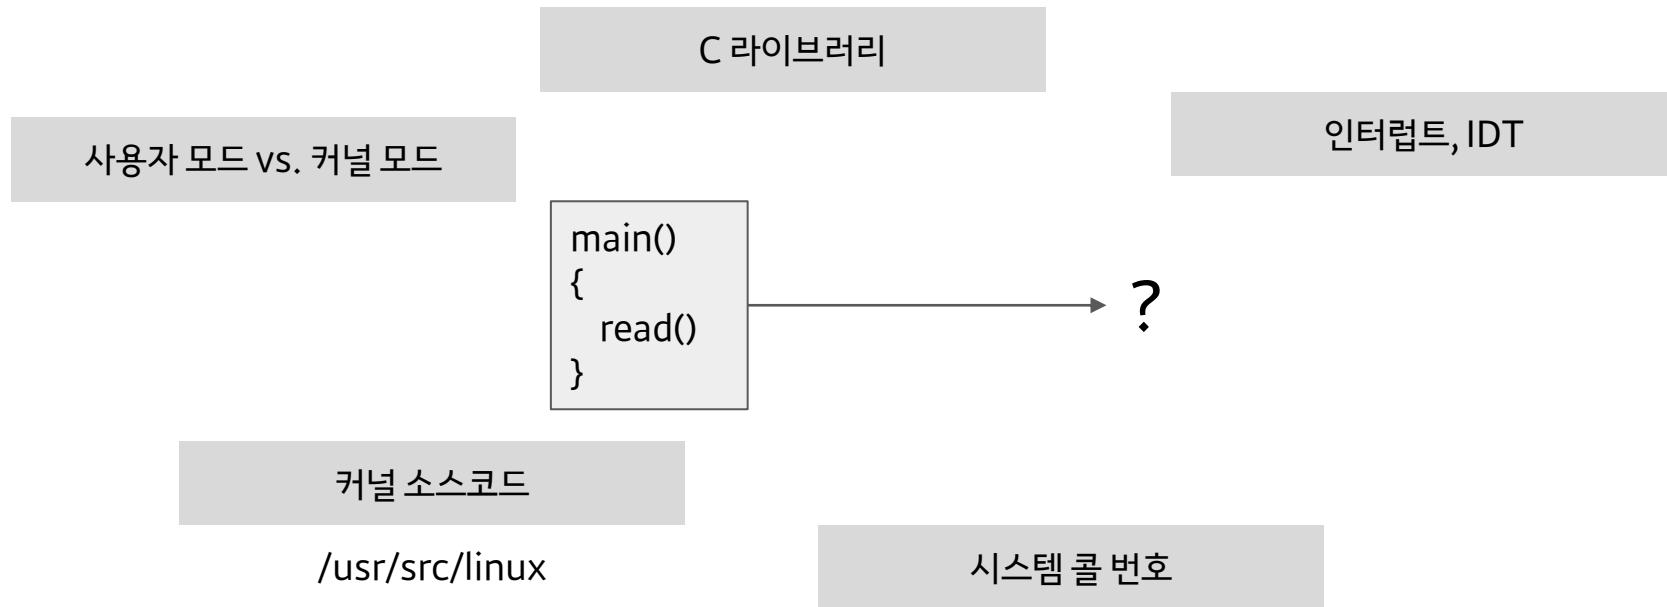 C 라이브러리
인터럽트, IDT
사용자 모드 vs. 커널 모드
main()
{
read()
}
?
커널 소스코드
/usr/src/linux
시스템 콜 번호